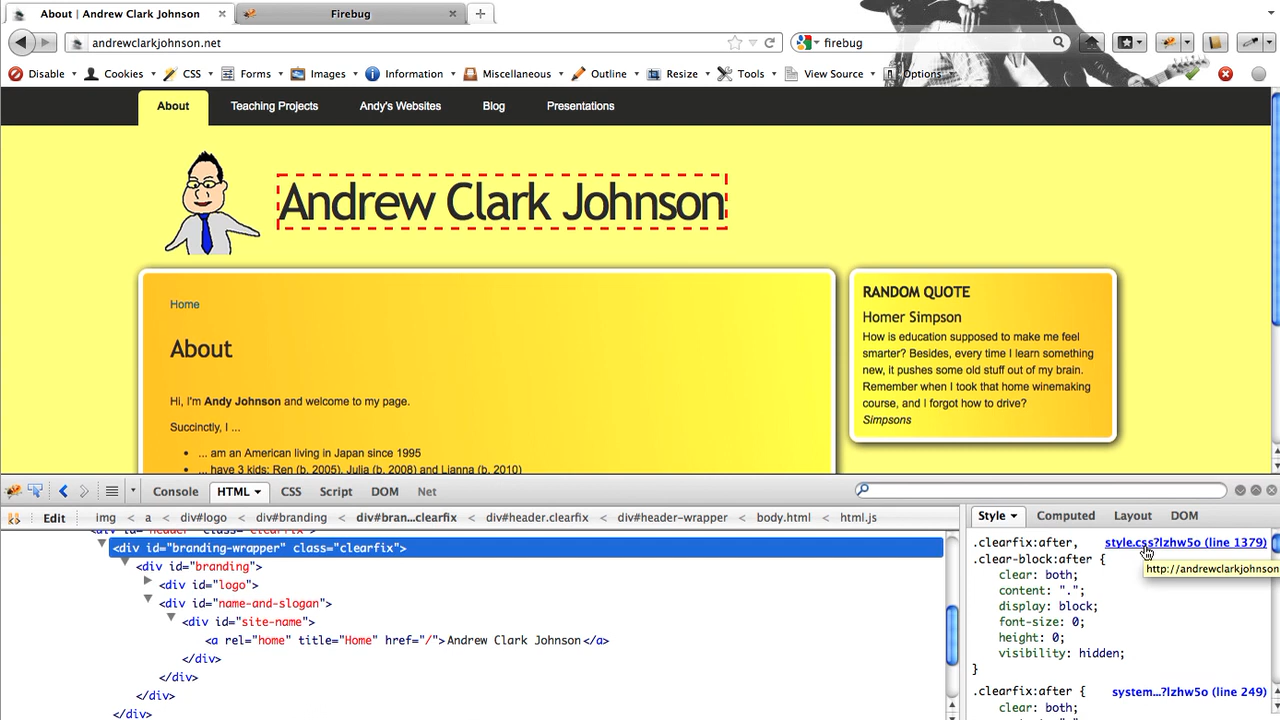 About | Andrew Clark Johnson
Firebug
andrewclarkjohnson.net
firebug
Disable Cookies CSS Forms Images Information Miscellaneous Outline Resize Tools View Source Options
About Teaching Projects Andy's Websites Blog Presentations
Andrew Clark Johnson
Home
About
Hi, I'm Andy Johnson and welcome to my page.
Succinctly, I ...
... am an American living in Japan since 1995
... have 3 kids: Ren (b. 2005), Julia (b. 2008) and Lianna (b. 2010)
RANDOM QUOTE
Homer Simpson
How is education supposed to make me feel
smarter? Besides, every time I learn something
new, it pushes some old stuff out of my brain.
Remember when I took that home winemaking
course, and I forgot how to drive?
Simpsons
Console HTML CSS Script DOM Net
Edit img < a < div#logo < div#branding < div#bran...clearfix < div#header.clearfix < div#header-wrapper < body.html < html.js
<div id="header" class="clearfix">
<div id="branding-wrapper" class="clearfix">
<div id="branding">
<div id="logo">
<div id="name-and-slogan">
<div id="site-name">
<a rel="home" title="Home" href="/">Andrew Clark Johnson</a>
</div>
</div>
</div>
</div>
Style Computed Layout DOM
.clearfix:after, style.css?lzhw5o (line 1379)
.clear-block:after {
http://andrewclarkjohnson
clear: both;
content: ".";
display: block;
font-size: 0;
height: 0;
visibility: hidden;
}
.clearfix:after { system...?lzhw5o (line 249)
clear: both;